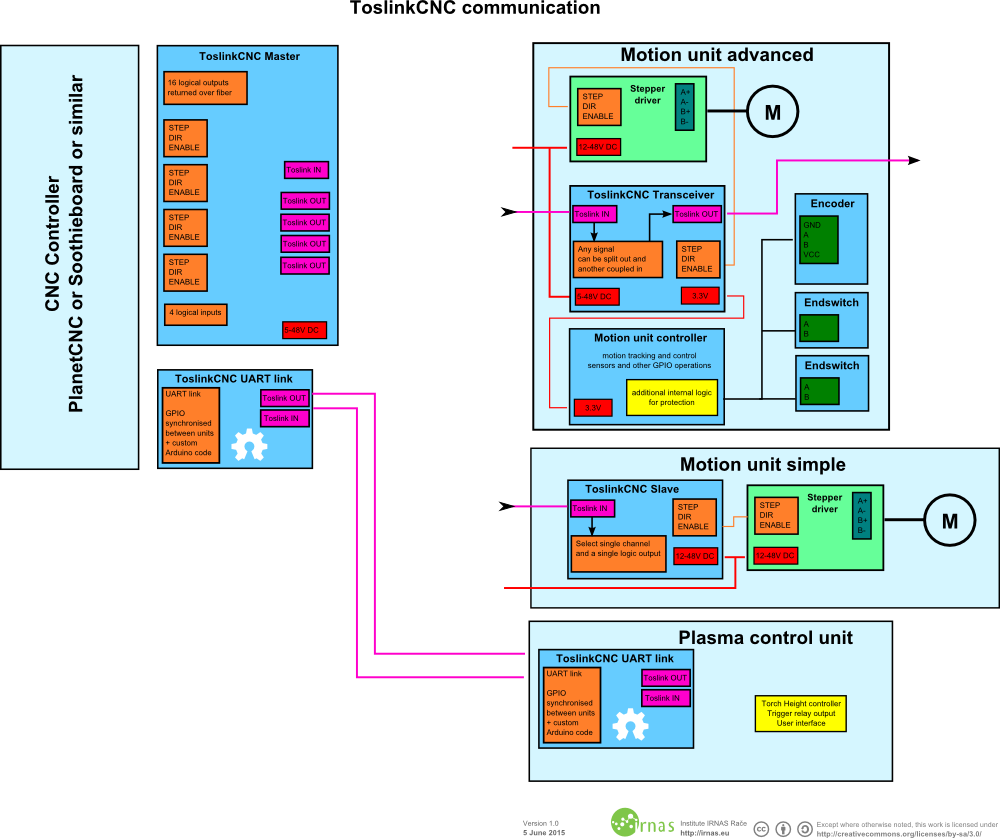 ToslinkCNC communication
CNC Controller
PlanetCNC or Soothieboard or similar
ToslinkCNC Master
16 logical outputs
returned over fiber
STEP
DIR
ENABLE
STEP
DIR
ENABLE
STEP
DIR
ENABLE
STEP
DIR
ENABLE
4 logical inputs
Toslink IN
Toslink OUT
Toslink OUT
Toslink OUT
Toslink OUT
5-48V DC
ToslinkCNC UART link
UART link
GPIO
synchronised
between units
+ custom
Arduino code
Toslink OUT
Toslink IN
Motion unit advanced
STEP
DIR
ENABLE
Stepper
driver
A+
A-
B+
B-
12-48V DC
M
ToslinkCNC Transceiver
Toslink IN
Toslink OUT
Any signal
can be split out and
another coupled in
STEP
DIR
ENABLE
5-48V DC
3.3V
Encoder
GND
A
B
VCC
Endswitch
A
B
Endswitch
A
B
Motion unit controller
motion tracking and control
sensors and other GPIO operations
additional internal logic
for protection
3.3V
Motion unit simple
ToslinkCNC Slave
Toslink IN
STEP
DIR
ENABLE
Select single channel
and a single logic output
12-48V DC
STEP
DIR
ENABLE
Stepper
driver
A+
A-
B+
B-
12-48V DC
M
Plasma control unit
ToslinkCNC UART link
UART link
GPIO
synchronised
between units
+ custom
Arduino code
Toslink OUT
Toslink IN
Torch Height controller
Trigger relay output
User interface
Version 1.0
5 June 2015
irnas
Institute IRNAS Rače
http://irnas.eu
cc
Except where otherwise noted, this work is licensed under
http://creativecommons.org/licenses/by-sa/3.0/